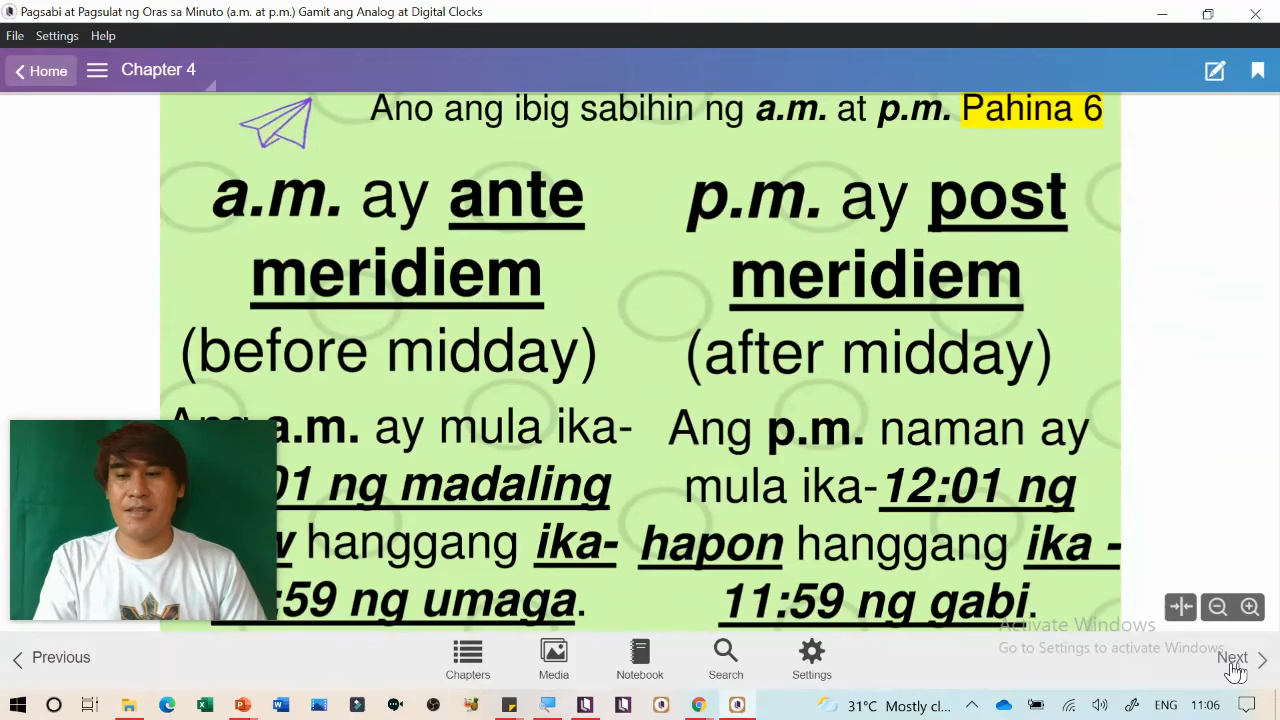 Pagsabi at Pagsulat ng Oras sa Minuto (a.m. at p.m.) Gamit ang Analog at Digital Clocks
File Settings Help
Home Chapter 4
Ano ang ibig sabihin ng a.m. at p.m. Pahina 6
a.m. ay ante
meridiem
(before midday)
Ang a.m. ay mula ika-
01 ng madaling
hanggang ika-
:59 ng umaga.
p.m. ay post
meridiem
(after midday)
Ang p.m. naman ay
mula ika-12:01 ng
hapon hanggang ika -
11:59 ng gabi.
Activate Windows
Go to Settings to activate Windows.
Previous
Chapters
Media
Notebook
Search
Settings
Next
31°C Mostly cl...
ENG
11:06